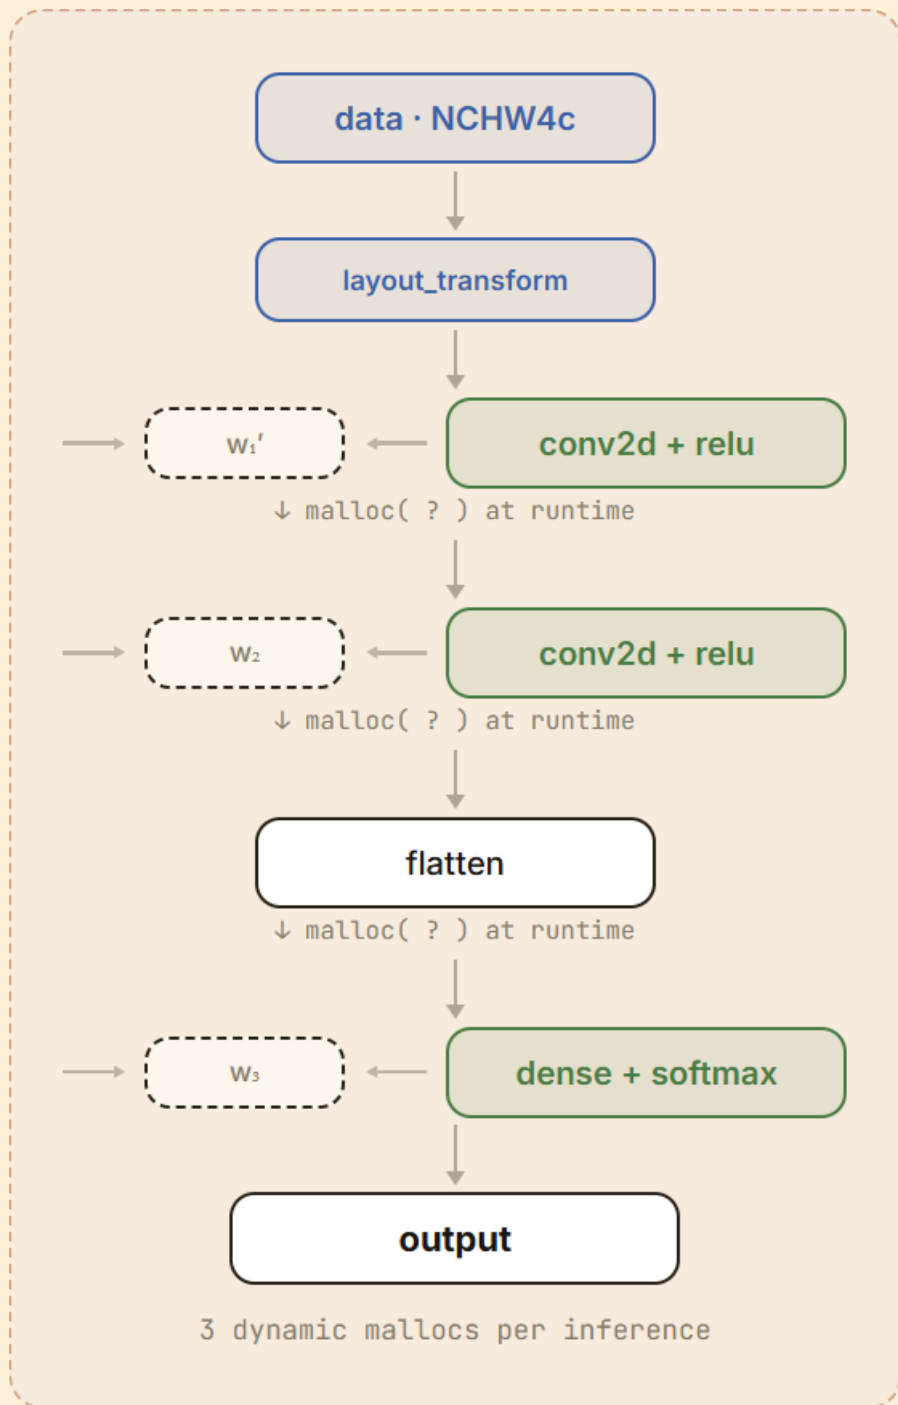 data · NCHW4c
layout_transform
w₁′
conv2d + relu
↓ malloc( ? ) at runtime
w₂
conv2d + relu
↓ malloc( ? ) at runtime
flatten
↓ malloc( ? ) at runtime
w₃
dense + softmax
output
3 dynamic mallocs per inference